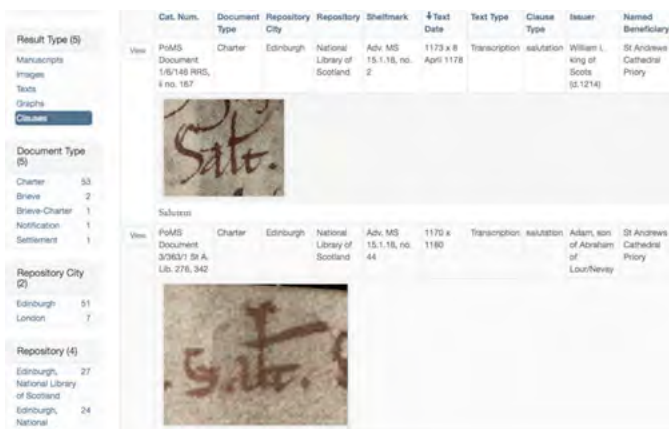 Result Type (5)
Manuscripts
Images
Texts
Graphs
Clauses
Document Type (5)
Charter 53
Brieve 2
Brieve-Charter 1
Notification 1
Settlement 1
Repository City (2)
Edinburgh 51
London 7
Repository (4)
Edinburgh, 27
National Library
of Scotland
Edinburgh, 24
National
Cat. Num. Document Type Repository City Repository Shelfmark Text Date Text Type Clause Type Issuer Named Beneficiary
View PoMS Document 1/6/146 RRS, ii no. 167 Charter Edinburgh National Library of Scotland Adv. MS 15.1.18, no. 2 1173 x 8 April 1178 Transcription salutation William I, king of Scots (d.1214) St Andrews Cathedral Priory
Salt.
Salutem
View PoMS Document 3/363/1 St A. Lib. 276, 342 Charter Edinburgh National Library of Scotland Adv. MS 15.1.18, no. 44 1170 x 1180 Transcription salutation Adam, son of Abraham of Lour/Nevay St Andrews Cathedral Priory
. Salt.